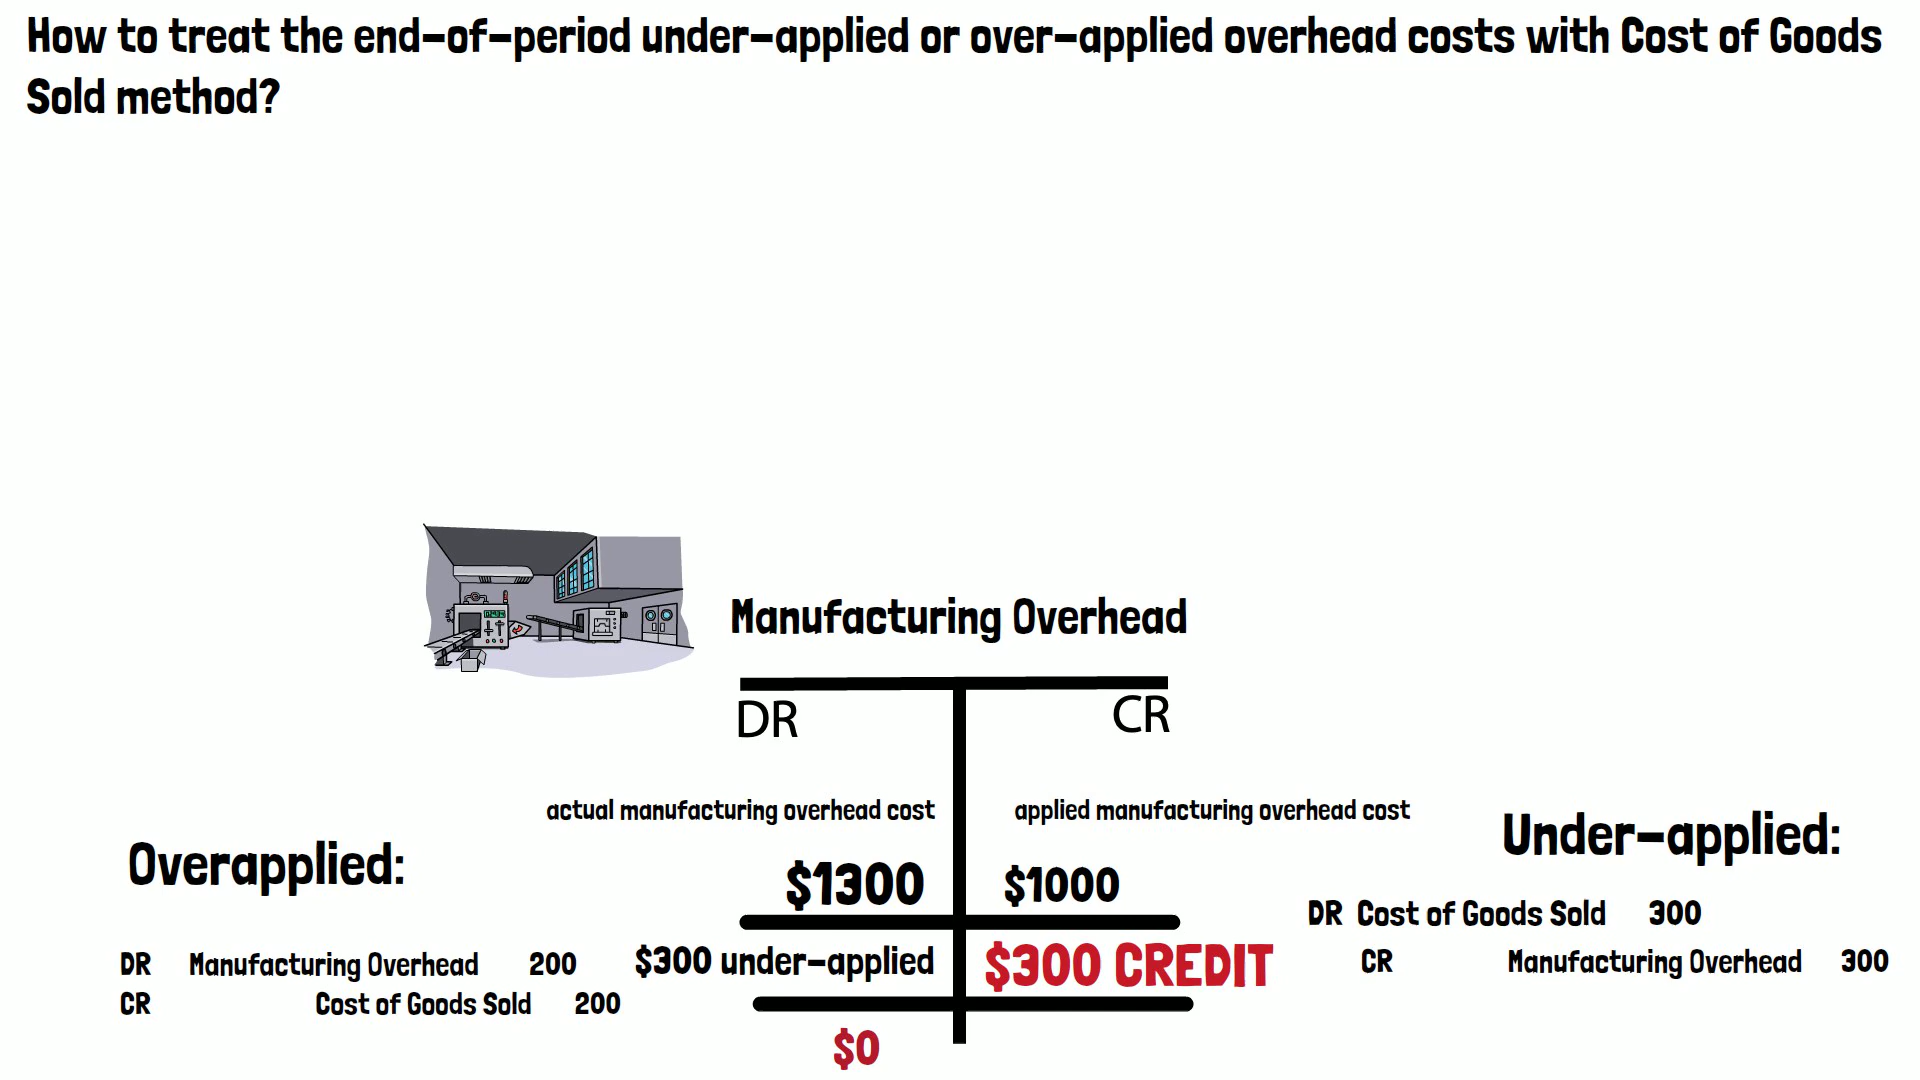 How to treat the end-of-period under-applied or over-applied overhead costs with Cost of Goods
Sold method?
Manufacturing Overhead
DR CR
actual manufacturing overhead cost applied manufacturing overhead cost
$1300 $1000
$300 under-applied $300 CREDIT
$0
Overapplied:
DR Manufacturing Overhead 200
CR Cost of Goods Sold 200
Under-applied:
DR Cost of Goods Sold 300
CR Manufacturing Overhead 300